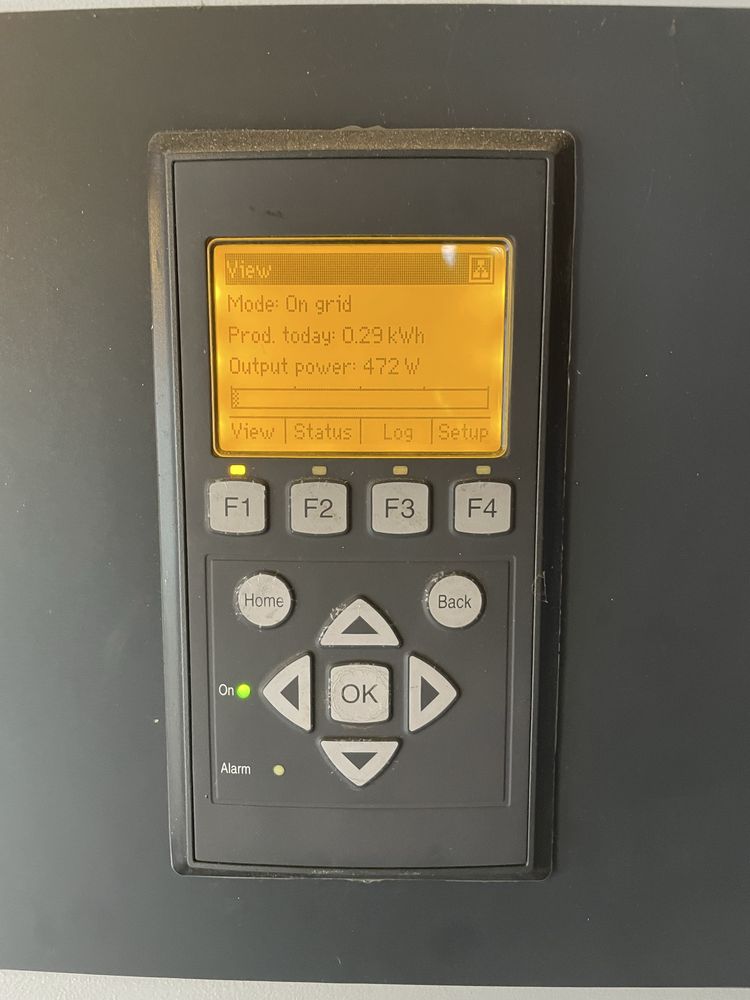 View
Mode: On grid
Prod. today: 0.29 kWh
Output power: 472 W
View Status Log Setup
F1 F2 F3 F4
Home Back
On OK
Alarm